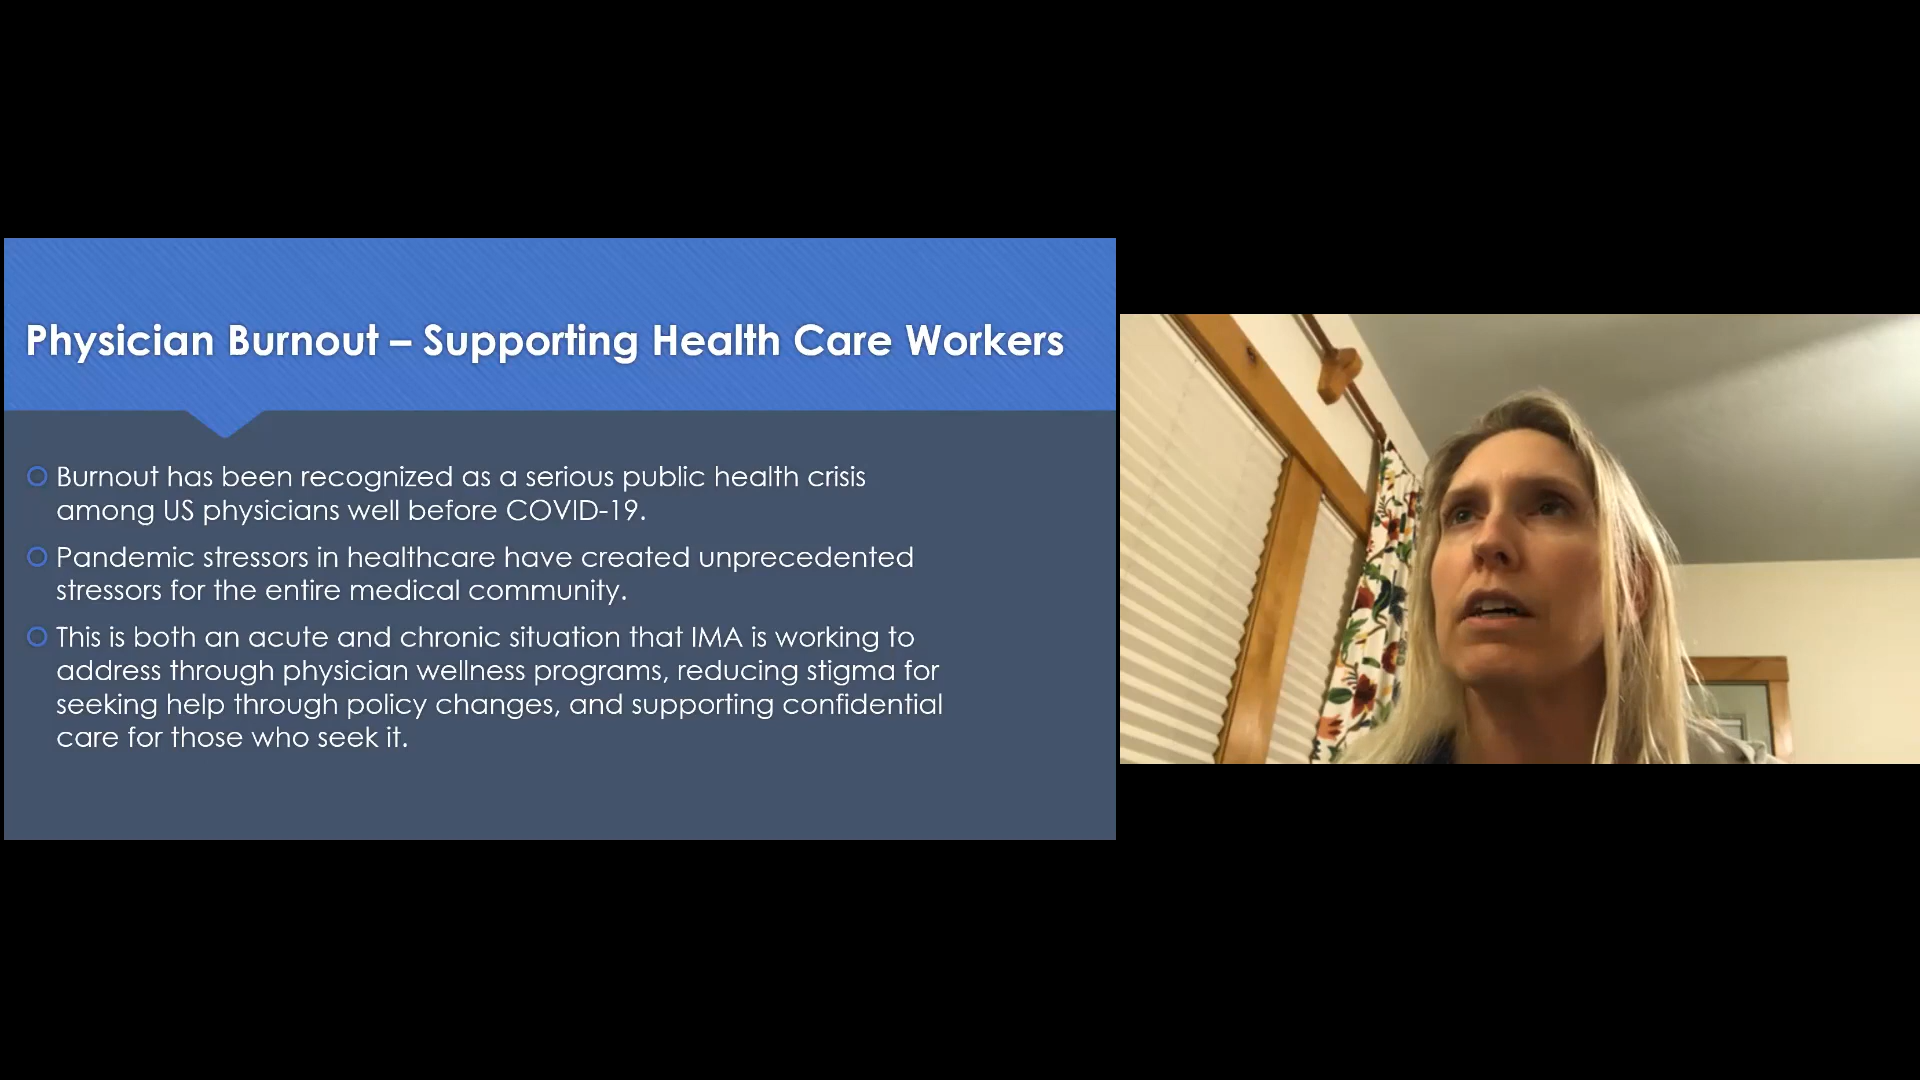 Physician Burnout – Supporting Health Care Workers
Burnout has been recognized as a serious public health crisis
among US physicians well before COVID-19.
Pandemic stressors in healthcare have created unprecedented
stressors for the entire medical community.
This is both an acute and chronic situation that IMA is working to
address through physician wellness programs, reducing stigma for
seeking help through policy changes, and supporting confidential
care for those who seek it.